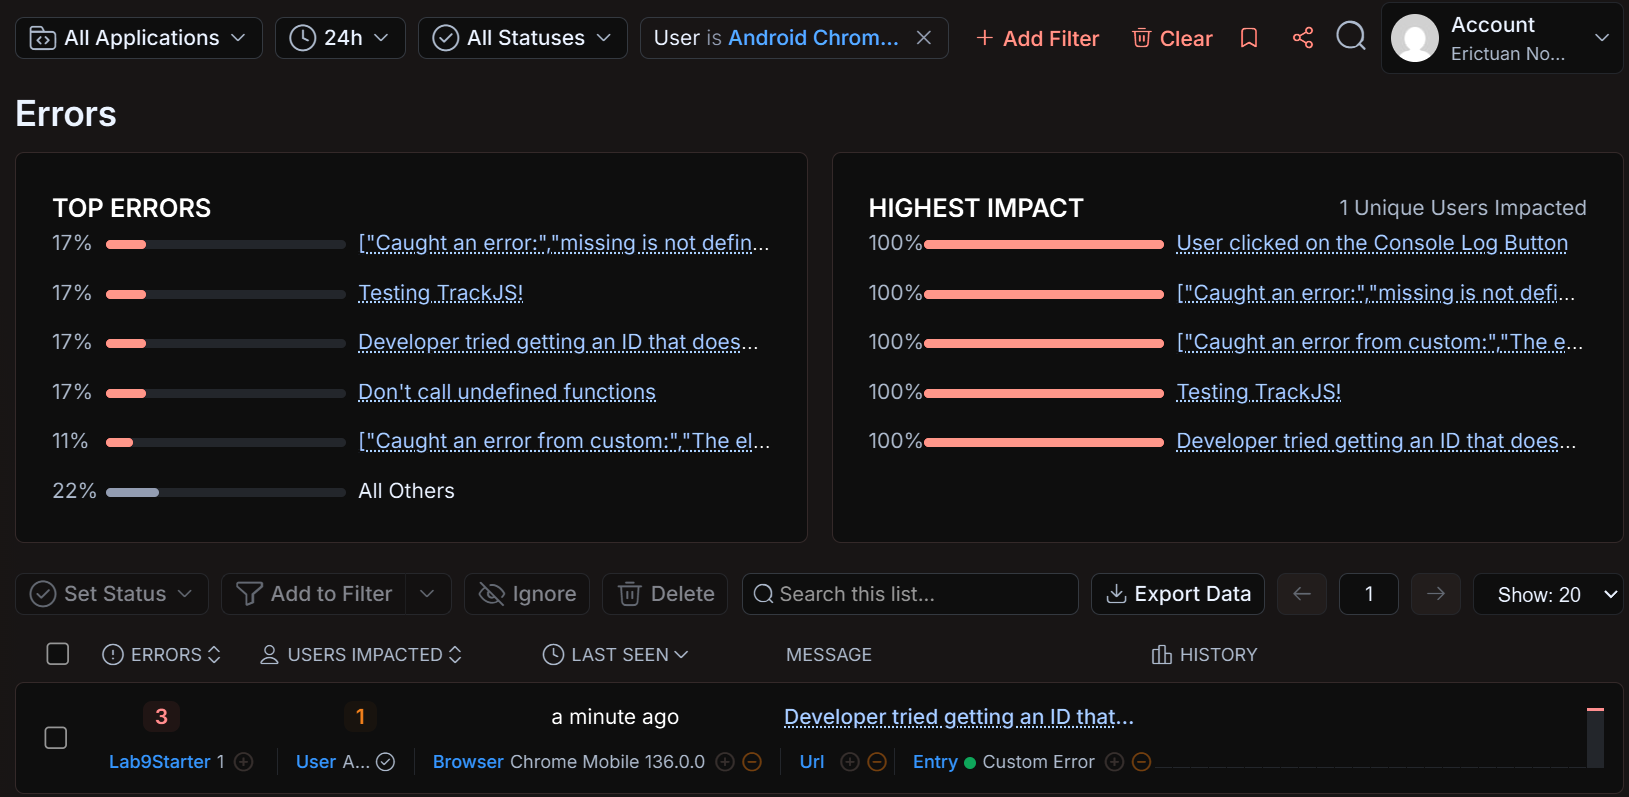 All Applications 24h All Statuses User is Android Chrom... Add Filter Clear Account
Erictuan No...
Errors
TOP ERRORS
17% ["Caught an error:","missing is not defin...
17% Testing TrackJS!
17% Developer tried getting an ID that does...
17% Don't call undefined functions
11% ["Caught an error from custom:","The el...
22% All Others
HIGHEST IMPACT 1 Unique Users Impacted
100% User clicked on the Console Log Button
100% ["Caught an error:","missing is not defi...
100% ["Caught an error from custom:","The e...
100% Testing TrackJS!
100% Developer tried getting an ID that does...
Set Status Add to Filter Ignore Delete Search this list... Export Data 1 Show: 20
ERRORS USERS IMPACTED LAST SEEN MESSAGE HISTORY
3 1 a minute ago Developer tried getting an ID that...
Lab9Starter 1 User A... Browser Chrome Mobile 136.0.0 Url Entry Custom Error